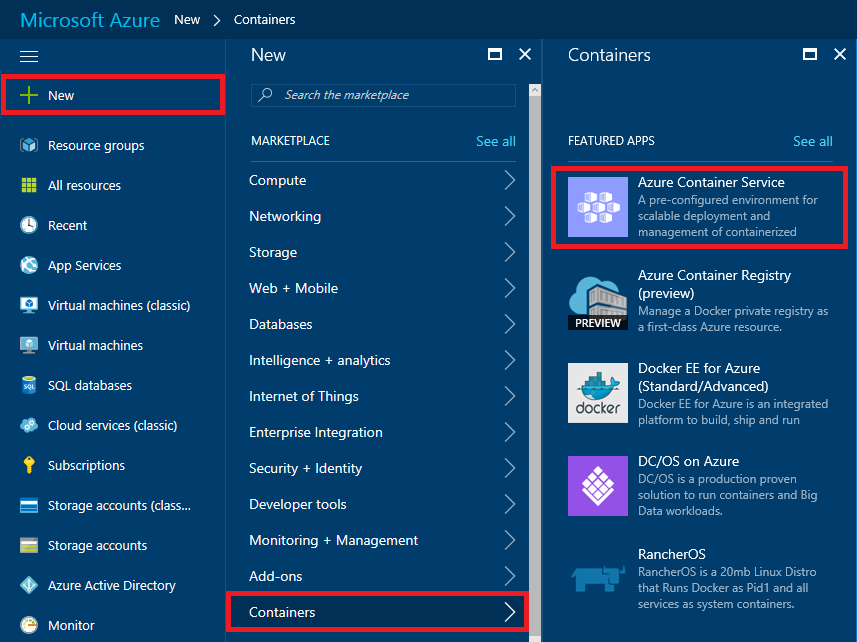 Microsoft Azure New > Containers
New
Resource groups
All resources
Recent
App Services
Virtual machines (classic)
Virtual machines
SQL databases
Cloud services (classic)
Subscriptions
Storage accounts (class...
Storage accounts
Azure Active Directory
Monitor
New
Search the marketplace
MARKETPLACE See all
Compute
Networking
Storage
Web + Mobile
Databases
Intelligence + analytics
Internet of Things
Enterprise Integration
Security + Identity
Developer tools
Monitoring + Management
Add-ons
Containers
Containers
FEATURED APPS See all
Azure Container Service
A pre-configured environment for
scalable deployment and
management of containerized
PREVIEW
Azure Container Registry
(preview)
Manage a Docker private registry as
a first-class Azure resource.
docker
Docker EE for Azure
(Standard/Advanced)
Docker EE for Azure is an integrated
platform to build, ship and run
DC/OS on Azure
DC/OS is a production proven
solution to run containers and Big
Data workloads.
RancherOS
RancherOS is a 20mb Linux Distro
that Runs Docker as Pid1 and all
services as system containers.